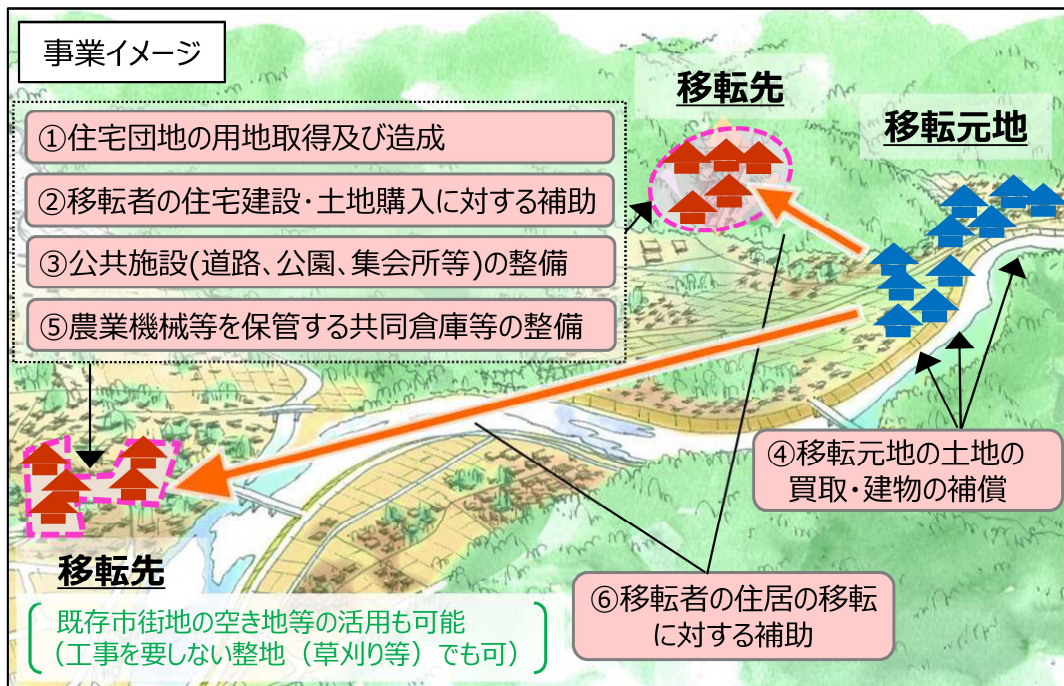 事業イメージ
移転先
移転元地
①住宅団地の用地取得及び造成
②移転者の住宅建設・土地購入に対する補助
③公共施設(道路、公園、集会所等)の整備
⑤農業機械等を保管する共同倉庫等の整備
④移転元地の土地の
買取・建物の補償
移転先
既存市街地の空き地等の活用も可能
（工事を要しない整地（草刈り等）でも可）
⑥移転者の住居の移転
に対する補助